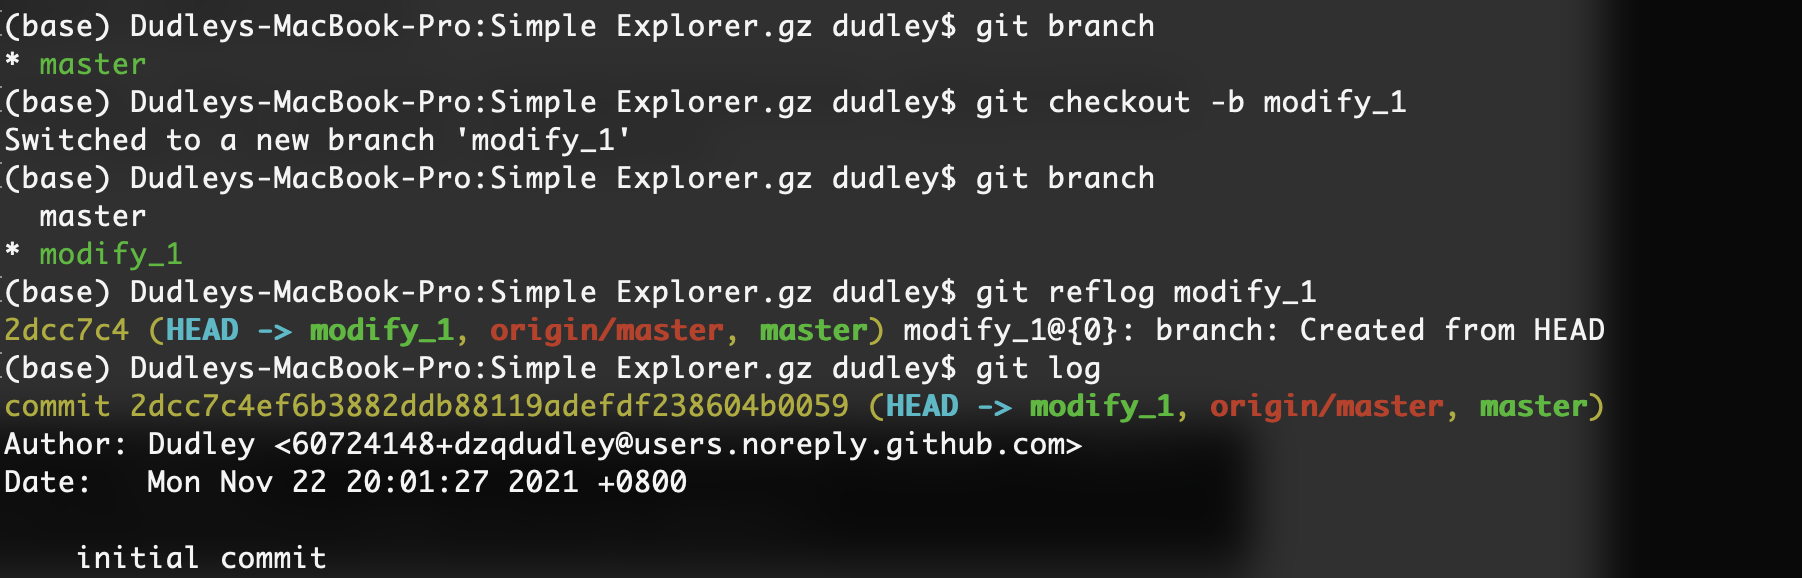 (base) Dudleys-MacBook-Pro:Simple Explorer.gz dudley$ git branch
* master
(base) Dudleys-MacBook-Pro:Simple Explorer.gz dudley$ git checkout -b modify_1
Switched to a new branch 'modify_1'
(base) Dudleys-MacBook-Pro:Simple Explorer.gz dudley$ git branch
  master
* modify_1
(base) Dudleys-MacBook-Pro:Simple Explorer.gz dudley$ git reflog modify_1
2dcc7c4 (HEAD -> modify_1, origin/master, master) modify_1@{0}: branch: Created from HEAD
(base) Dudleys-MacBook-Pro:Simple Explorer.gz dudley$ git log
commit 2dcc7c4ef6b3882ddb88119adefdf238604b0059 (HEAD -> modify_1, origin/master, master)
Author: Dudley <60724148+dzqdudley@users.noreply.github.com>
Date:   Mon Nov 22 20:01:27 2021 +0800
    initial commit